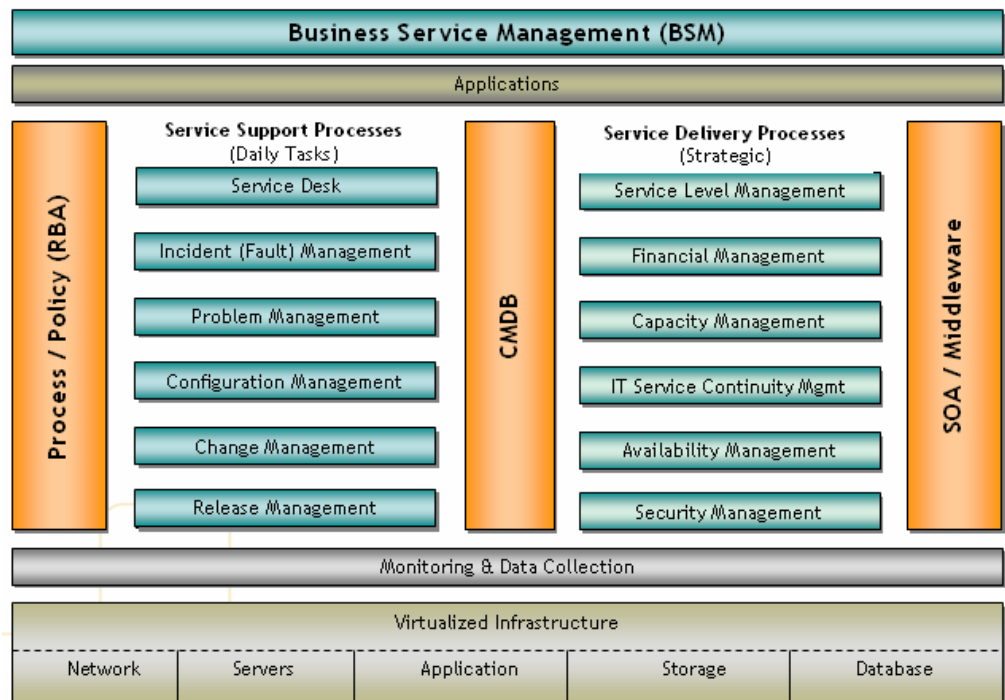 Business Service Management (BSM)
Applications
Process / Policy (RBA)
Service Support Processes
(Daily Tasks)
Service Desk
Incident (Fault) Management
Problem Management
Configuration Management
Change Management
Release Management
CMDB
Service Delivery Processes
(Strategic)
Service Level Management
Financial Management
Capacity Management
IT Service Continuity Mgmt
Availability Management
Security Management
SOA / Middleware
Monitoring & Data Collection
Virtualized Infrastructure
Network
Servers
Application
Storage
Database